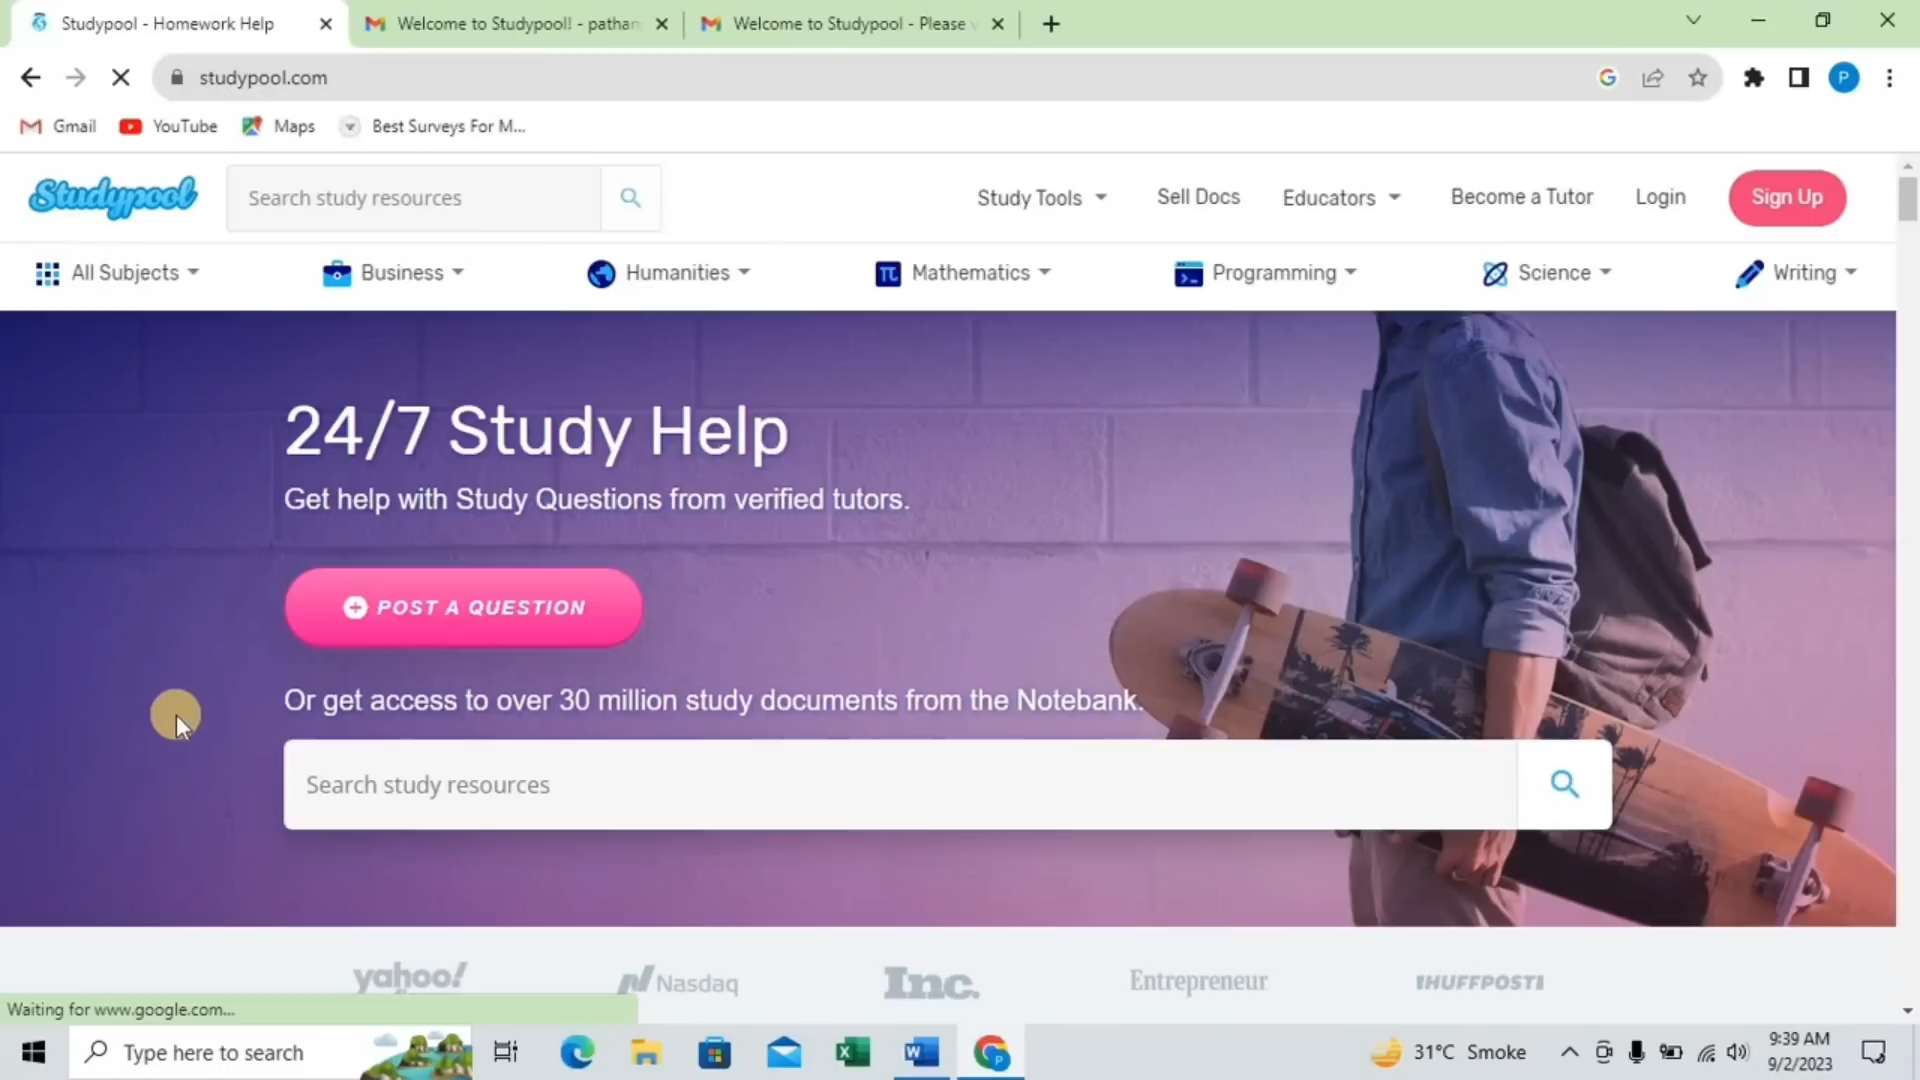 Studypool - Homework Help
Welcome to Studypool! - pathan
Welcome to Studypool - Please
studypool.com
P
Gmail
YouTube
Maps
Best Surveys For M...
Studypool
Search study resources
Study Tools
Sell Docs
Educators
Become a Tutor
Login
Sign Up
All Subjects
Business
Humanities
Mathematics
Programming
Science
Writing
24/7 Study Help
Get help with Study Questions from verified tutors.
POST A QUESTION
Or get access to over 30 million study documents from the Notebank.
Search study resources
yahoo!
Nasdaq
Inc.
Entrepreneur
IHUFFPOSTI
Waiting for www.google.com...
Type here to search
31°C Smoke
9:39 AM
9/2/2023